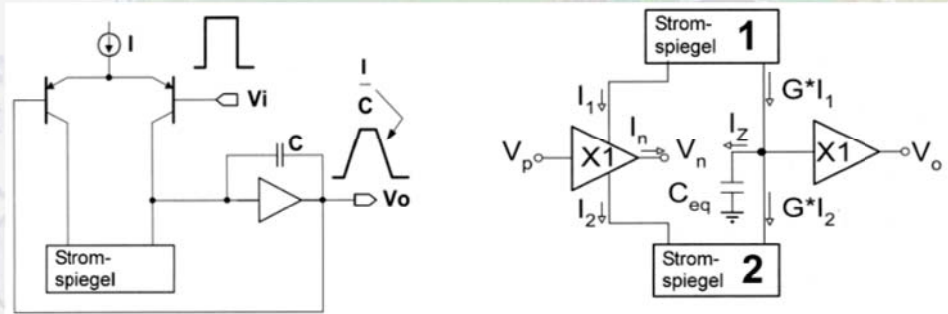 I
Vi
I
C
C
Vo
Strom-
spiegel
Strom-
spiegel 1
I1
G*I1
In
IZ
Vp
X1
Vn
X1
Vo
Ceq
I2
G*I2
Strom-
spiegel 2